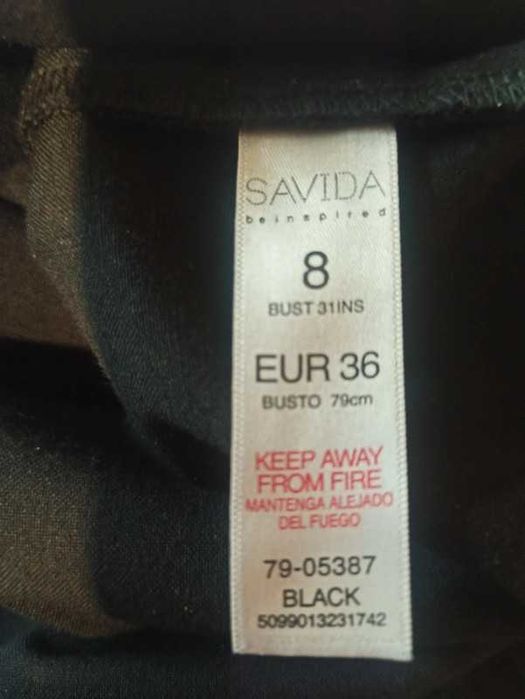 SAVIDA
beinspired
8
BUST 31INS
EUR 36
BUSTO 79cm
KEEP AWAY
FROM FIRE
MANTENGA ALEJADO
DEL FUEGO
79-05387
BLACK
5099013231742